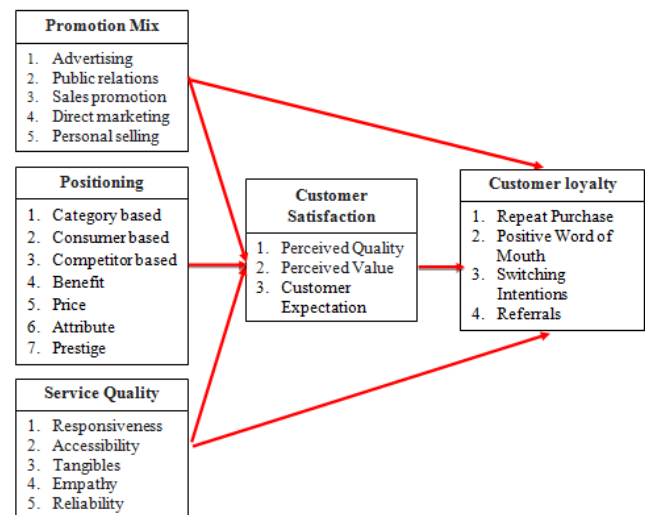 Promotion Mix
1. Advertising
2. Public relations
3. Sales promotion
4. Direct marketing
5. Personal selling
Positioning
1. Category based
2. Consumer based
3. Competitor based
4. Benefit
5. Price
6. Attribute
7. Prestige
Service Quality
1. Responsiveness
2. Accessibility
3. Tangibles
4. Empathy
5. Reliability
Customer
Satisfaction
1. Perceived Quality
2. Perceived Value
3. Customer
Expectation
Customer loyalty
1. Repeat Purchase
2. Positive Word of
Mouth
3. Switching
Intentions
4. Referrals